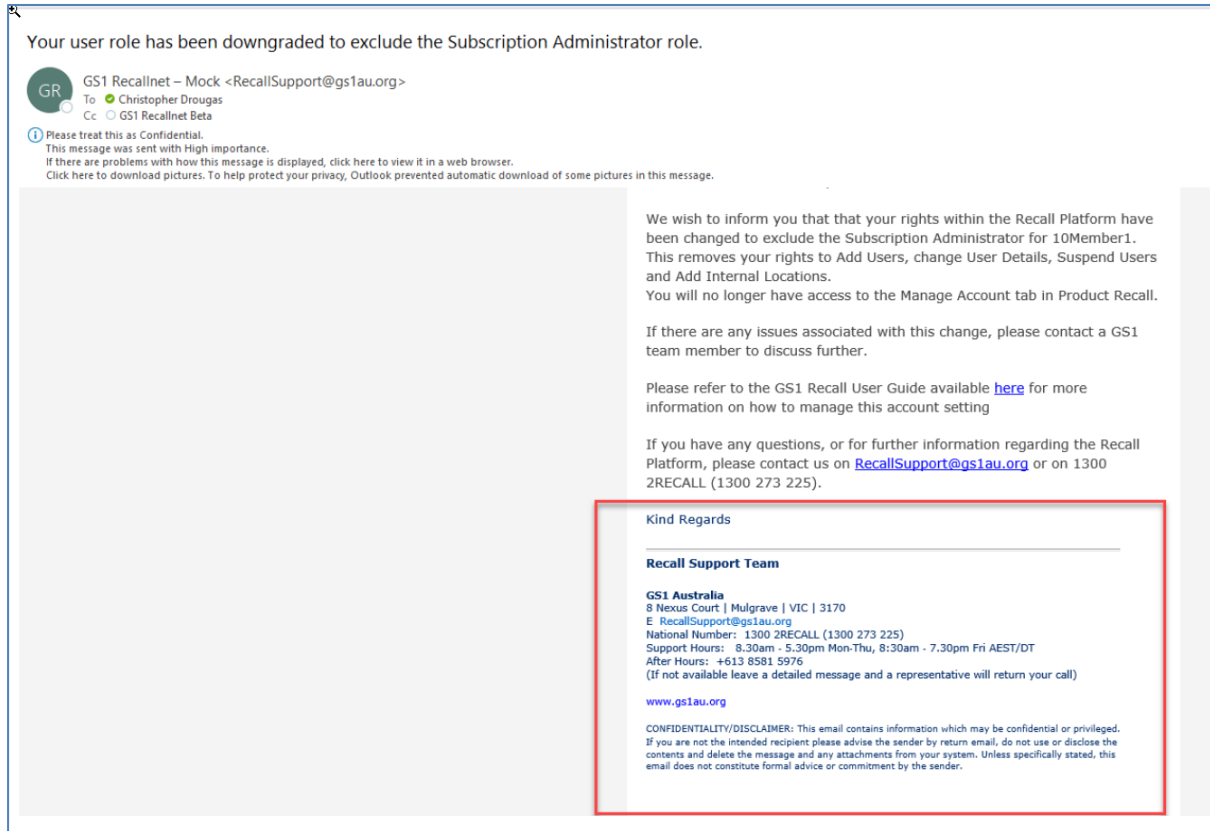 Your user role has been downgraded to exclude the Subscription Administrator role.
GR
GS1 Recallnet – Mock <RecallSupport@gs1au.org>
To Christopher Drougas
Cc GS1 Recallnet Beta
Please treat this as Confidential.
This message was sent with High importance.
If there are problems with how this message is displayed, click here to view it in a web browser.
Click here to download pictures. To help protect your privacy, Outlook prevented automatic download of some pictures in this message.
We wish to inform you that that your rights within the Recall Platform have
been changed to exclude the Subscription Administrator for 10Member1.
This removes your rights to Add Users, change User Details, Suspend Users
and Add Internal Locations.
You will no longer have access to the Manage Account tab in Product Recall.
If there are any issues associated with this change, please contact a GS1
team member to discuss further.
Please refer to the GS1 Recall User Guide available here for more
information on how to manage this account setting
If you have any questions, or for further information regarding the Recall
Platform, please contact us on RecallSupport@gs1au.org or on 1300
2RECALL (1300 273 225).
Kind Regards
Recall Support Team
GS1 Australia
8 Nexus Court | Mulgrave | VIC | 3170
E RecallSupport@gs1au.org
National Number: 1300 2RECALL (1300 273 225)
Support Hours: 8.30am - 5.30pm Mon-Thu, 8:30am - 7.30pm Fri AEST/DT
After Hours: +613 8581 5976
(If not available leave a detailed message and a representative will return your call)
www.gs1au.org
CONFIDENTIALITY/DISCLAIMER: This email contains information which may be confidential or privileged.
If you are not the intended recipient please advise the sender by return email, do not use or disclose the
contents and delete the message and any attachments from your system. Unless specifically stated, this
email does not constitute formal advice or commitment by the sender.